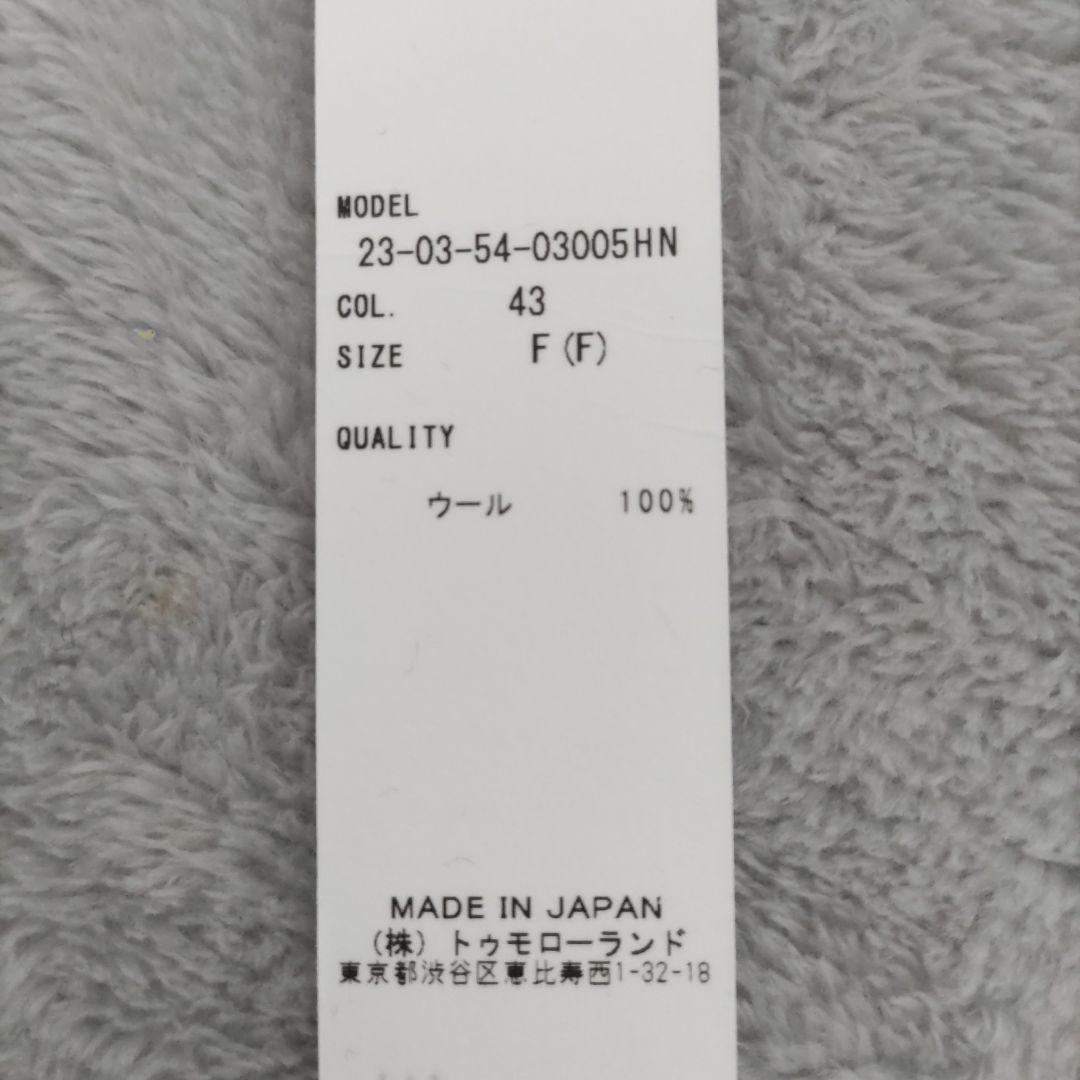 MODEL
23-03-54-03005HN
COL. 43
SIZE F(F)
QUALITY
ウール 100%
MADE IN JAPAN
（株）トゥモローランド
東京都渋谷区恵比寿西1-32-18